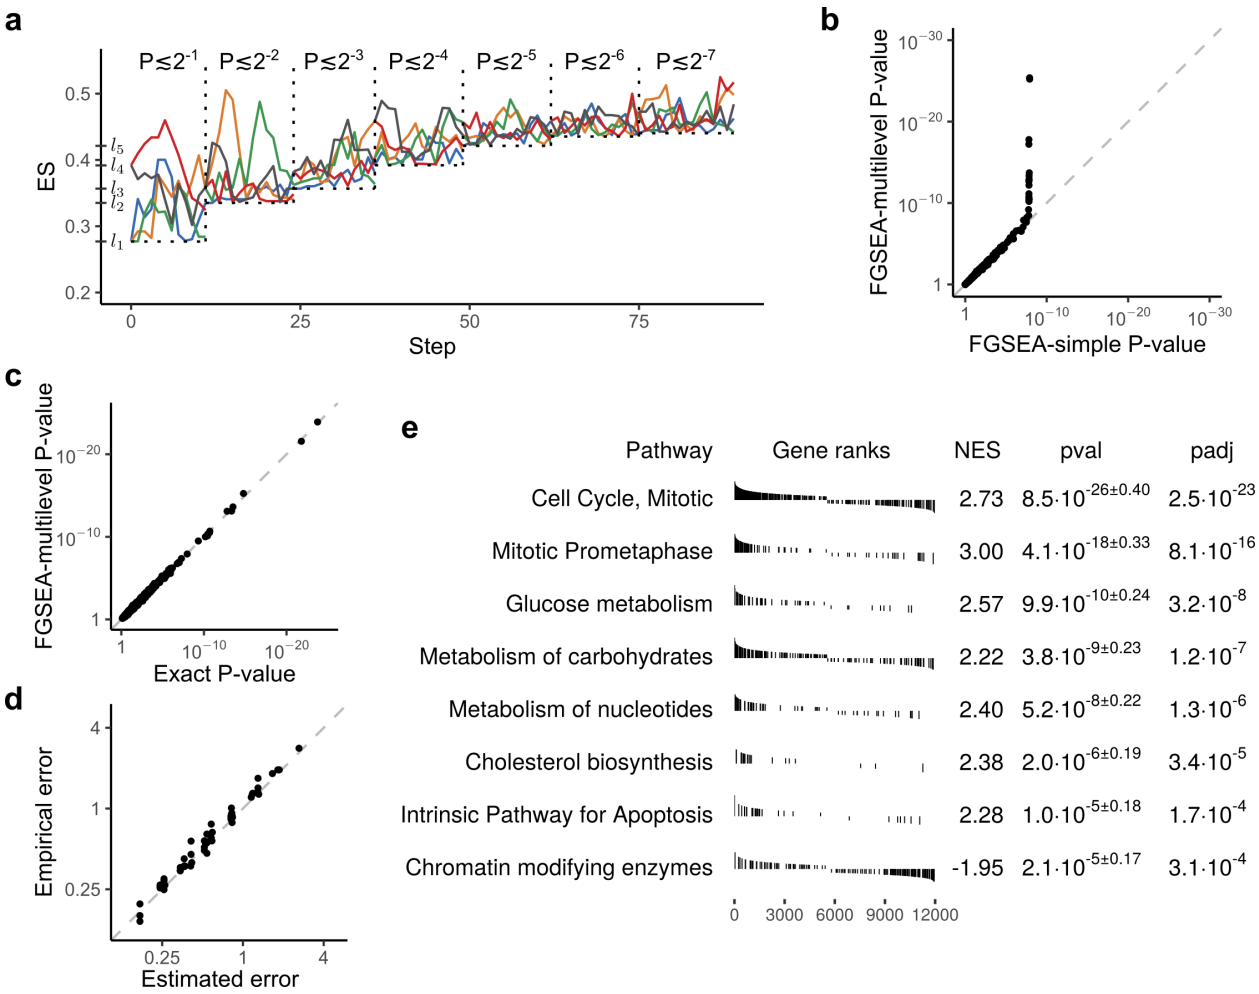 a
P≲2⁻¹ P≲2⁻² P≲2⁻³ P≲2⁻⁴ P≲2⁻⁵ P≲2⁻⁶ P≲2⁻⁷
ES
0.5
0.4
0.3
0.2
l₅
l₄
l₃
l₂
l₁
0 25 50 75
Step
b
FGSEA-multilevel P-value
10⁻³⁰
10⁻²⁰
10⁻¹⁰
1
1 10⁻¹⁰ 10⁻²⁰ 10⁻³⁰
FGSEA-simple P-value
c
FGSEA-multilevel P-value
10⁻²⁰
10⁻¹⁰
1
1 10⁻¹⁰ 10⁻²⁰
Exact P-value
d
Empirical error
4
1
0.25
0.25 1 4
Estimated error
e
Pathway Gene ranks NES pval padj
Cell Cycle, Mitotic 2.73 8.5·10⁻²⁶±⁰·⁴⁰ 2.5·10⁻²³
Mitotic Prometaphase 3.00 4.1·10⁻¹⁸±⁰·³³ 8.1·10⁻¹⁶
Glucose metabolism 2.57 9.9·10⁻¹⁰±⁰·²⁴ 3.2·10⁻⁸
Metabolism of carbohydrates 2.22 3.8·10⁻⁹±⁰·²³ 1.2·10⁻⁷
Metabolism of nucleotides 2.40 5.2·10⁻⁸±⁰·²² 1.3·10⁻⁶
Cholesterol biosynthesis 2.38 2.0·10⁻⁶±⁰·¹⁹ 3.4·10⁻⁵
Intrinsic Pathway for Apoptosis 2.28 1.0·10⁻⁵±⁰·¹⁸ 1.7·10⁻⁴
Chromatin modifying enzymes -1.95 2.1·10⁻⁵±⁰·¹⁷ 3.1·10⁻⁴
0 3000 6000 9000 12000